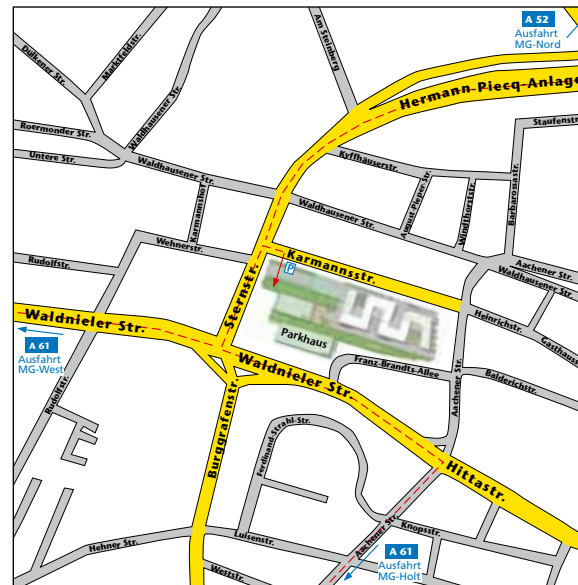 A 52
Ausfahrt
MG-Nord
Am Steinberg
Marktfeldstr.
Dülkener Str.
Hermann-Piecq-Anlage
Waldhausener Str.
Staufenstr.
Roermonder Str.
Untere Str.
Waldhausener Str.
Kyffhäuserstr.
August-Pieper-Str.
Windthorststr.
Barbarossastr.
Karmannshof
Waldhausener Str.
Wehnerstr.
Sternstr.
Karmannsstr.
P
Aachener Str.
Waldhausener Str.
Rudolfstr.
Waldnieler Str.
Parkhaus
Heinrichstr.
Gasthausstr.
A 61
Ausfahrt
MG-West
Waldnieler Str.
Franz-Brandts-Allee
Aachener Str.
Balderichstr.
Rudolfstr.
Burggrafenstr.
Ferdinand-Strahl-Str.
Hittastr.
Aachener Str.
Knopsstr.
Hehner Str.
Luisenstr.
Weststr.
A 61
Ausfahrt
MG-Holt